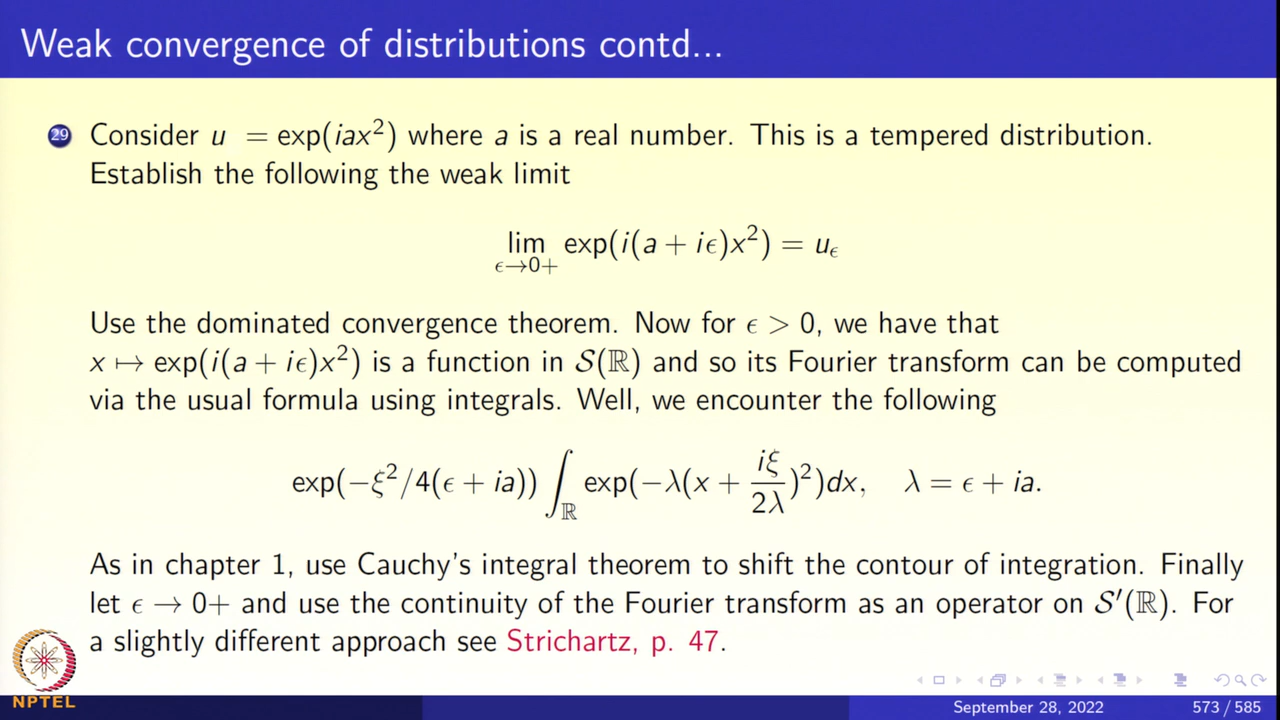 Weak convergence of distributions contd...
29 Consider u = exp(iax²) where a is a real number. This is a tempered distribution.
Establish the following the weak limit
lim_{ϵ→0+} exp(i(a + iϵ)x²) = u_ϵ
Use the dominated convergence theorem. Now for ϵ > 0, we have that
x ↦ exp(i(a + iϵ)x²) is a function in 𝒮(ℝ) and so its Fourier transform can be computed
via the usual formula using integrals. Well, we encounter the following
exp(−ξ²/4(ϵ + ia)) ∫_ℝ exp(−λ(x + iξ/2λ)²)dx, λ = ϵ + ia.
As in chapter 1, use Cauchy's integral theorem to shift the contour of integration. Finally
let ϵ → 0+ and use the continuity of the Fourier transform as an operator on 𝒮′(ℝ). For
a slightly different approach see Strichartz, p. 47.
NPTEL
September 28, 2022 573 / 585